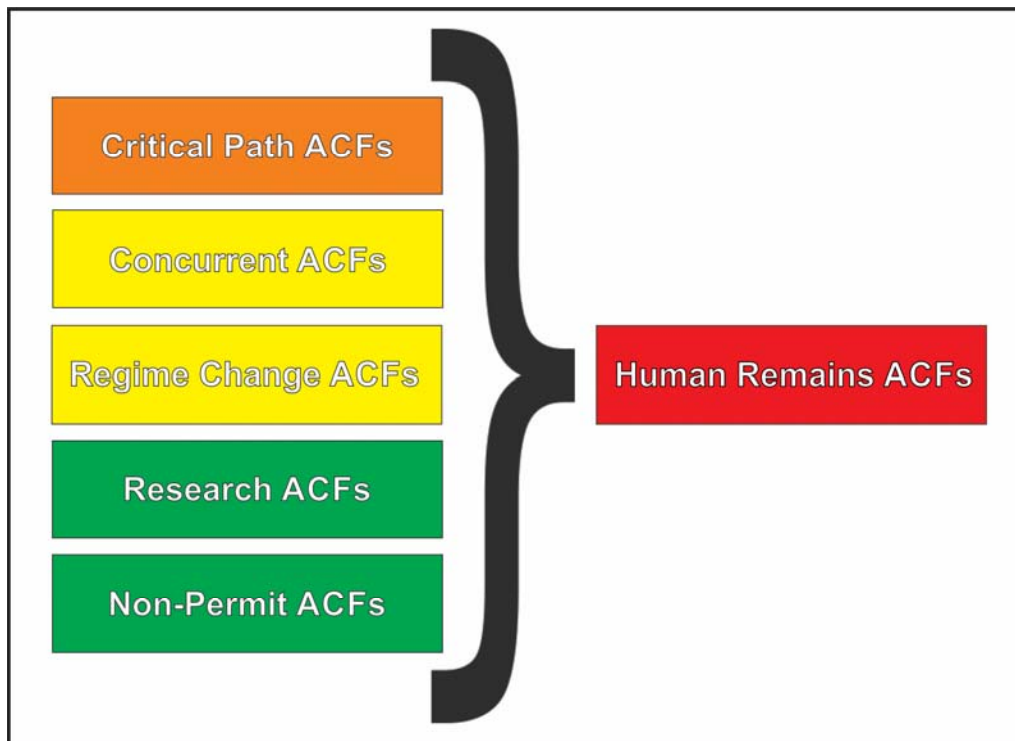 Critical Path ACFs
Concurrent ACFs
Regime Change ACFs
Human Remains ACFs
Research ACFs
Non-Permit ACFs